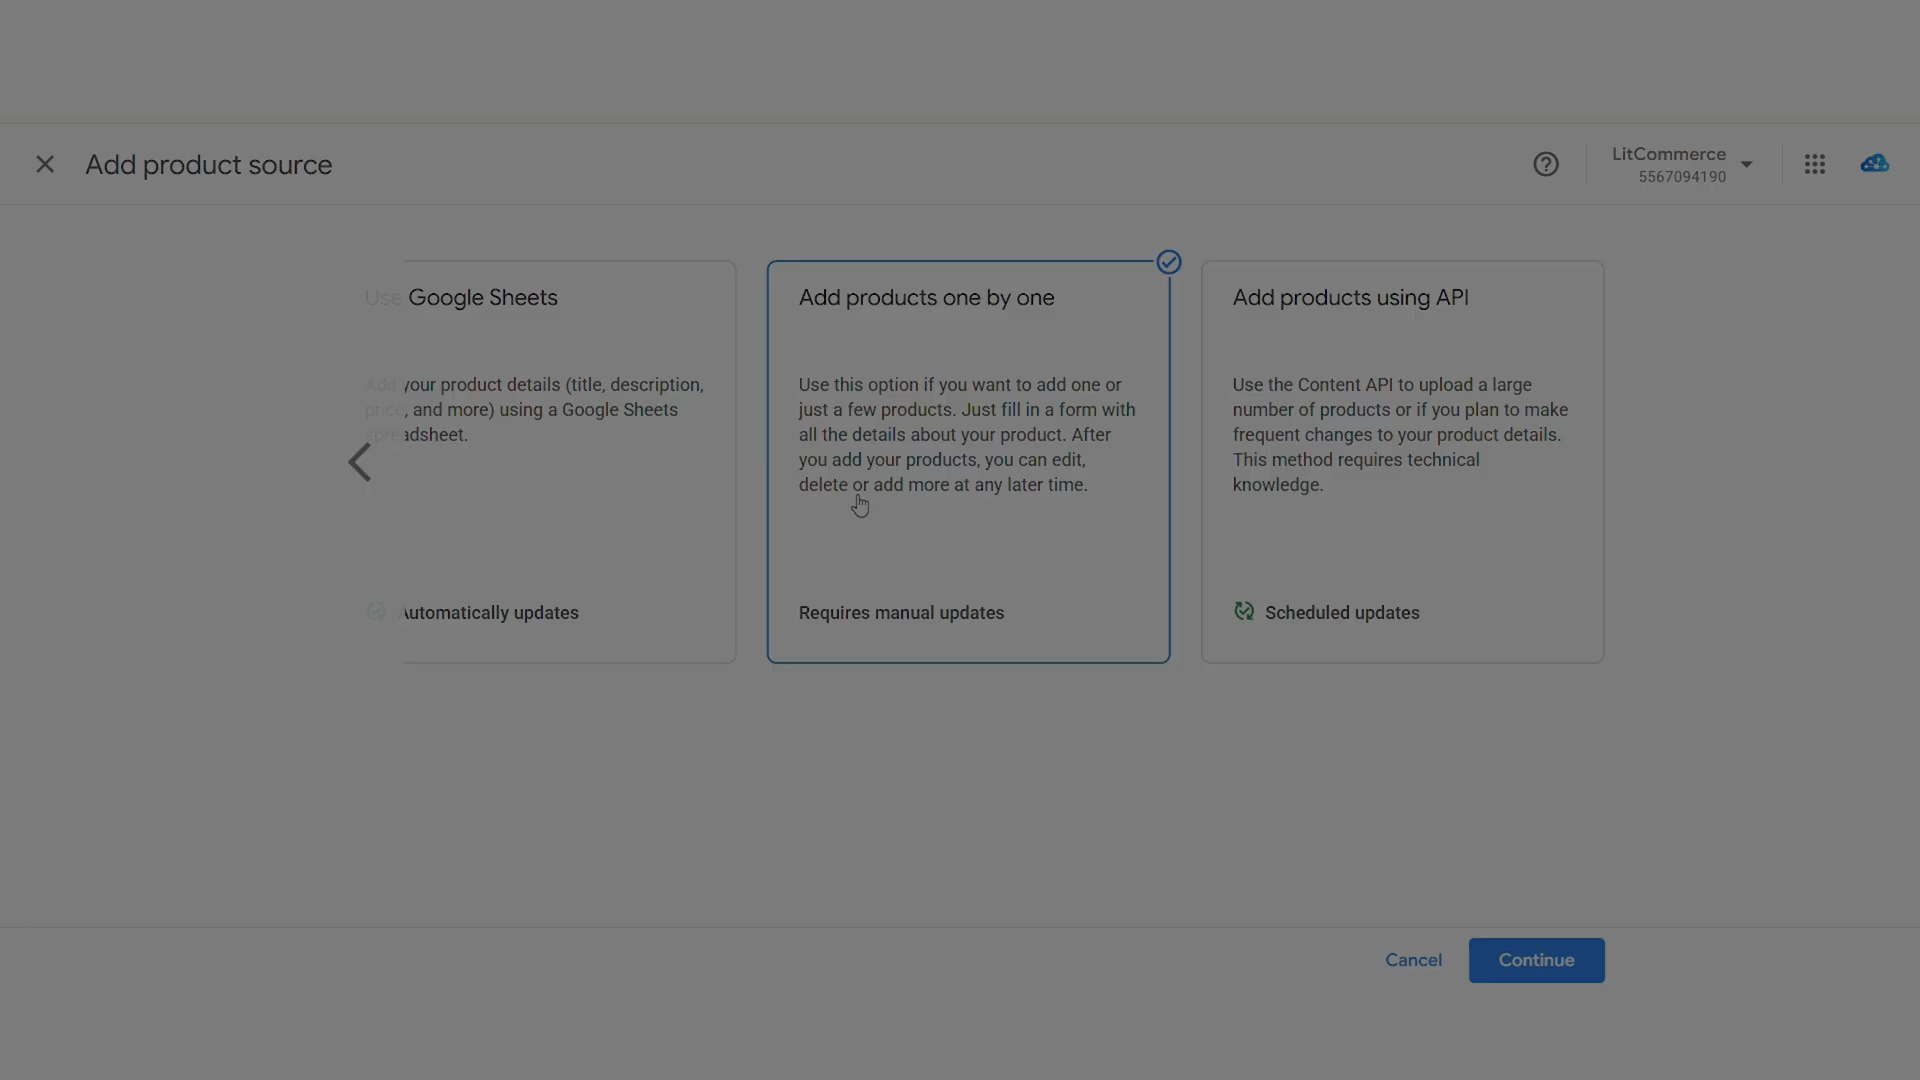 Add product source
LitCommerce
5567094190
Use Google Sheets
Add your product details (title, description,
price, and more) using a Google Sheets
spreadsheet.
Automatically updates
Add products one by one
Use this option if you want to add one or
just a few products. Just fill in a form with
all the details about your product. After
you add your products, you can edit,
delete or add more at any later time.
Requires manual updates
Add products using API
Use the Content API to upload a large
number of products or if you plan to make
frequent changes to your product details.
This method requires technical
knowledge.
Scheduled updates
Cancel
Continue